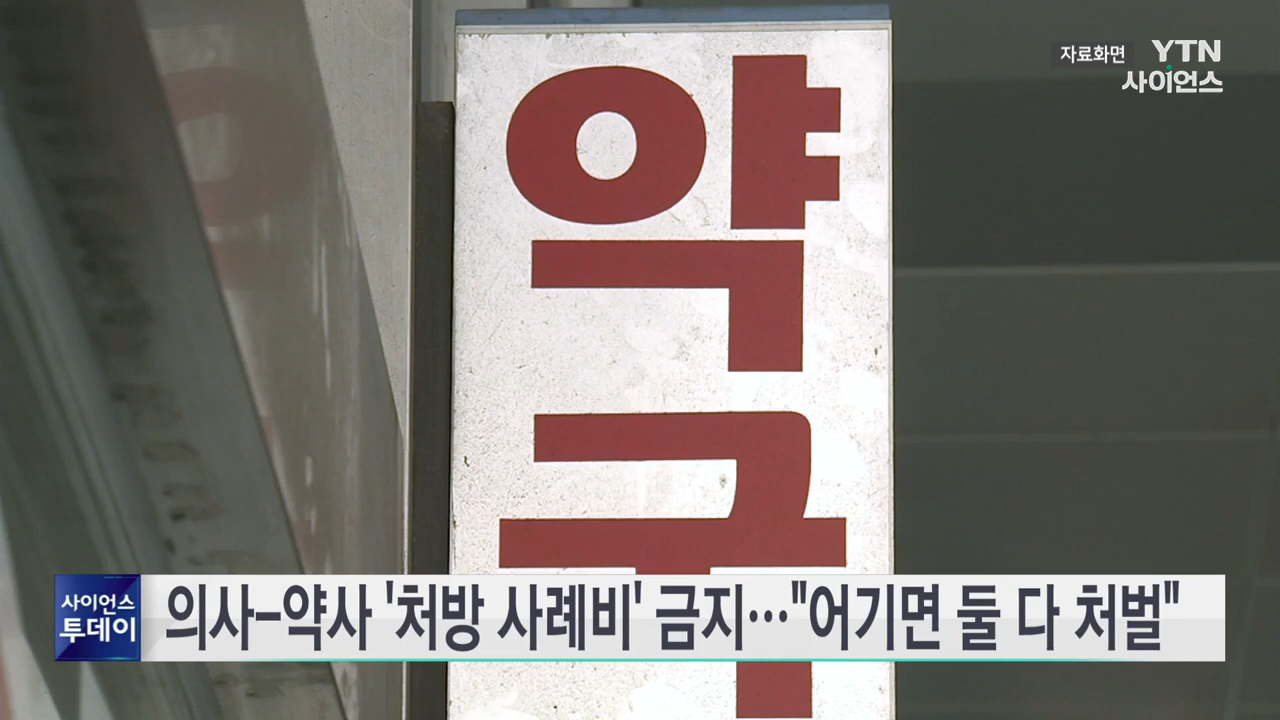 자료화면
YTN
사이언스
약국
사이언스
투데이
의사-약사 '처방 사례비' 금지…"어기면 둘 다 처벌"